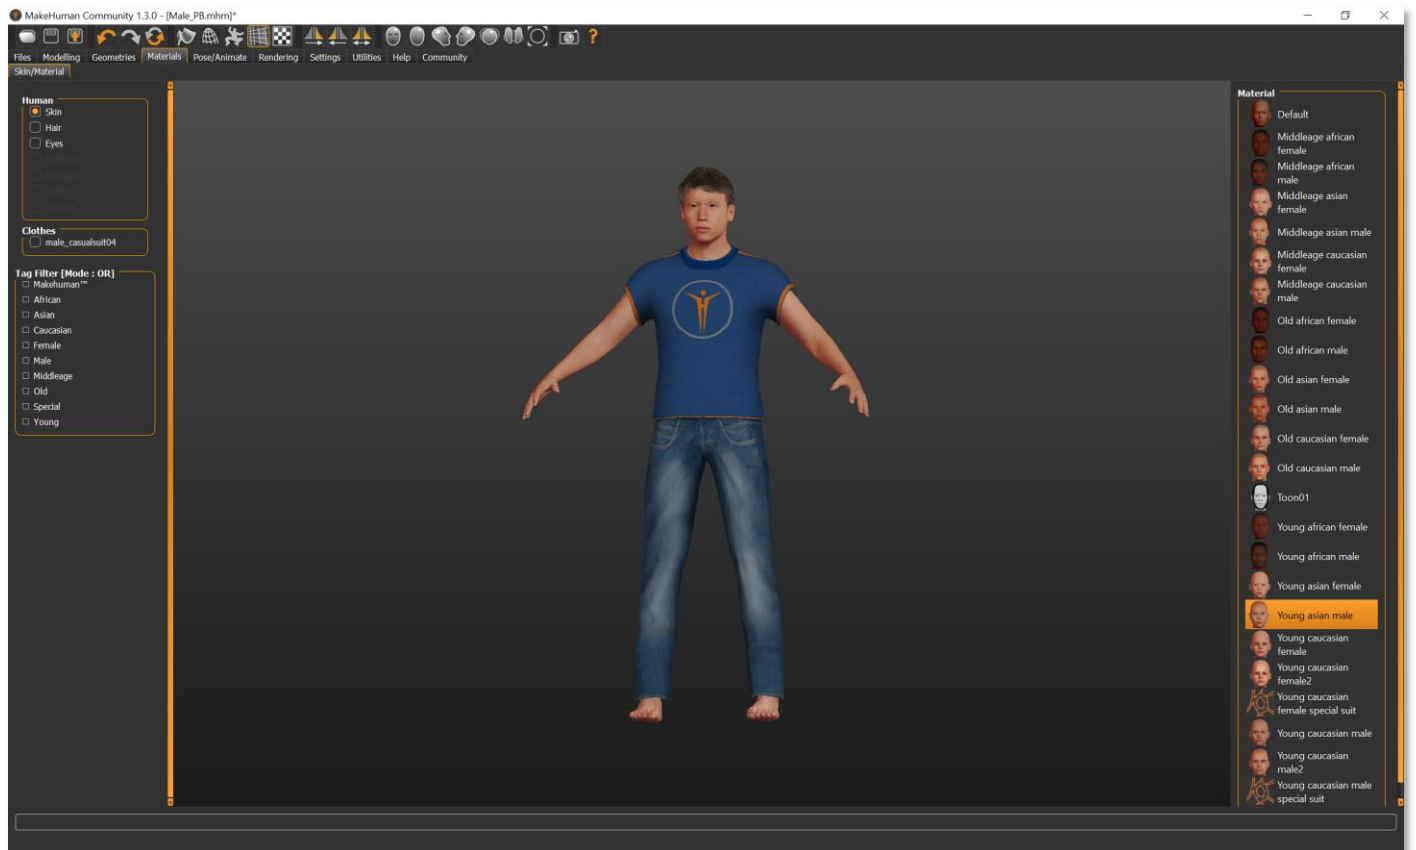 MakeHuman Community 1.3.0 - [Male_PB.mhm]*
Files Modelling Geometries Materials Pose/Animate Rendering Settings Utilities Help Community
Skin/Material
Human
Skin
Hair
Eyes
Clothes
male_casualsuit04
Tag Filter [Mode : OR]
Makehuman™
African
Asian
Caucasian
Female
Male
Middleage
Old
Special
Young
Material
Default
Middleage african
female
Middleage african
male
Middleage asian
female
Middleage asian male
Middleage caucasian
female
Middleage caucasian
male
Old african female
Old african male
Old asian female
Old asian male
Old caucasian female
Old caucasian male
Toon01
Young african female
Young african male
Young asian female
Young asian male
Young caucasian
female
Young caucasian
female2
Young caucasian
female special suit
Young caucasian male
Young caucasian
male2
Young caucasian male
special suit